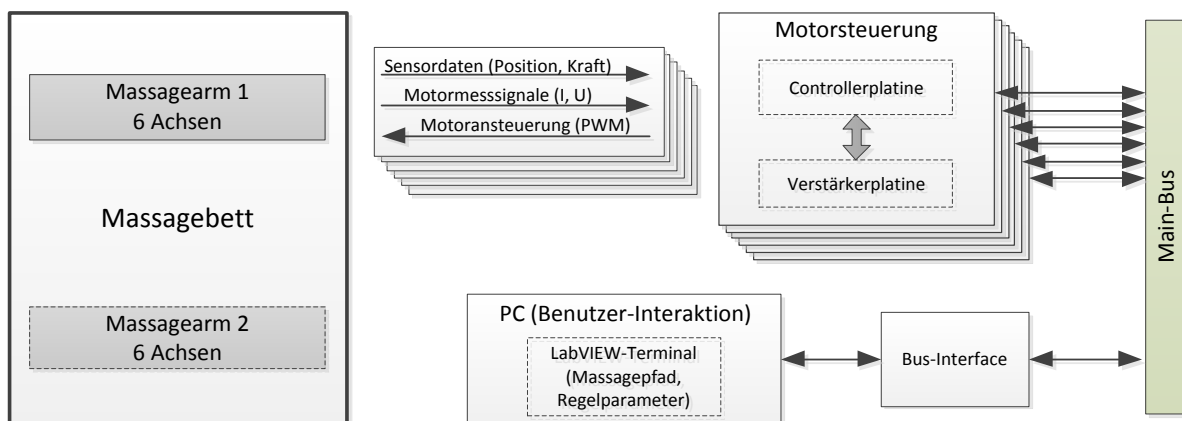 Massagearm 1
6 Achsen
Massagebett
Massagearm 2
6 Achsen
Sensordaten (Position, Kraft)
Motormesssignale (I, U)
Motoransteuerung (PWM)
Motorsteuerung
Controllerplatine
Verstärkerplatine
PC (Benutzer-Interaktion)
LabVIEW-Terminal
(Massagepfad,
Regelparameter)
Bus-Interface
Main-Bus